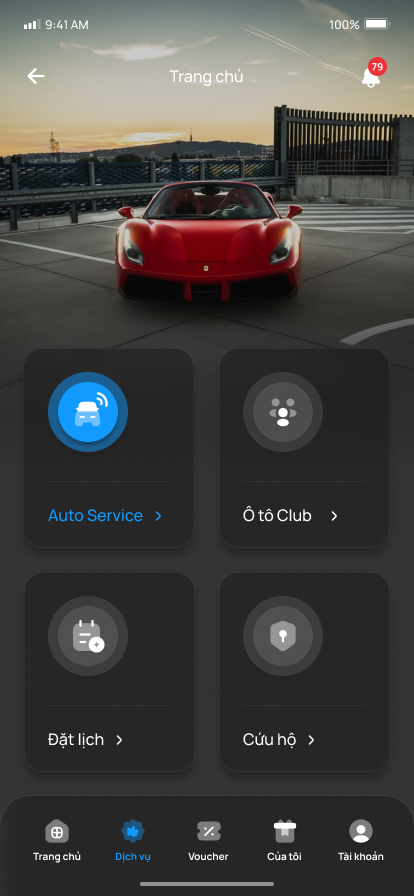 9:41 AM 100%
Trang chủ
79
Auto Service
Ô tô Club
Đặt lịch
Cứu hộ
Trang chủ Dịch vụ Voucher Của tôi Tài khoản